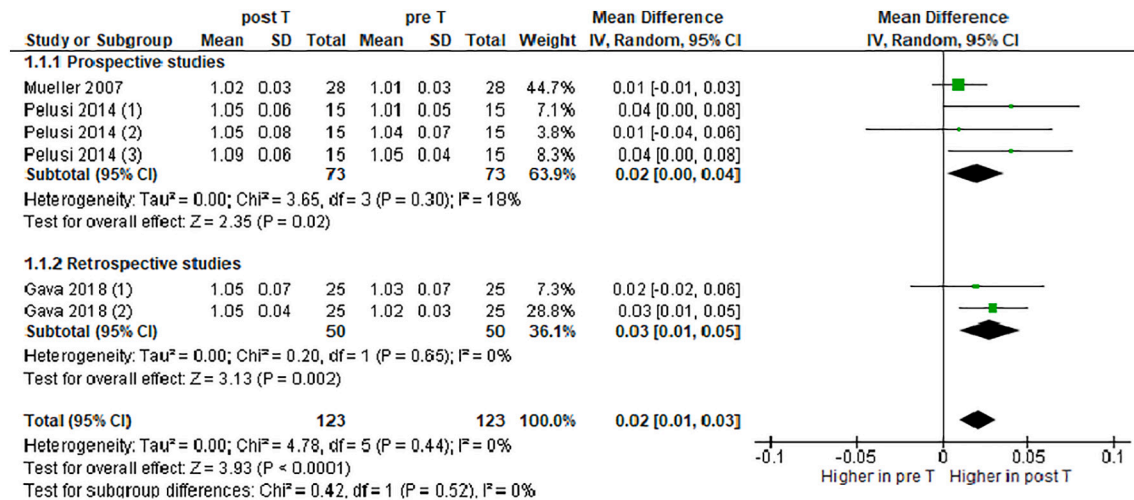 post T pre T Mean Difference Mean Difference
Study or Subgroup Mean SD Total Mean SD Total Weight IV, Random, 95% CI IV, Random, 95% CI
1.1.1 Prospective studies
Mueller 2007 1.02 0.03 28 1.01 0.03 28 44.7% 0.01 [-0.01, 0.03]
Pelusi 2014 (1) 1.05 0.06 15 1.01 0.05 15 7.1% 0.04 [0.00, 0.08]
Pelusi 2014 (2) 1.05 0.08 15 1.04 0.07 15 3.8% 0.01 [-0.04, 0.06]
Pelusi 2014 (3) 1.09 0.06 15 1.05 0.04 15 8.3% 0.04 [0.00, 0.08]
Subtotal (95% CI) 73 73 63.9% 0.02 [0.00, 0.04]
Heterogeneity: Tau² = 0.00; Chi² = 3.65, df = 3 (P = 0.30); I² = 18%
Test for overall effect: Z = 2.35 (P = 0.02)
1.1.2 Retrospective studies
Gava 2018 (1) 1.05 0.07 25 1.03 0.07 25 7.3% 0.02 [-0.02, 0.06]
Gava 2018 (2) 1.05 0.04 25 1.02 0.03 25 28.8% 0.03 [0.01, 0.05]
Subtotal (95% CI) 50 50 36.1% 0.03 [0.01, 0.05]
Heterogeneity: Tau² = 0.00; Chi² = 0.20, df = 1 (P = 0.65); I² = 0%
Test for overall effect: Z = 3.13 (P = 0.002)
Total (95% CI) 123 123 100.0% 0.02 [0.01, 0.03]
Heterogeneity: Tau² = 0.00; Chi² = 4.78, df = 5 (P = 0.44); I² = 0%
Test for overall effect: Z = 3.93 (P < 0.0001)
Test for subgroup differences: Chi² = 0.42, df = 1 (P = 0.52), I² = 0%
-0.1 -0.05 0 0.05 0.1
Higher in pre T Higher in post T